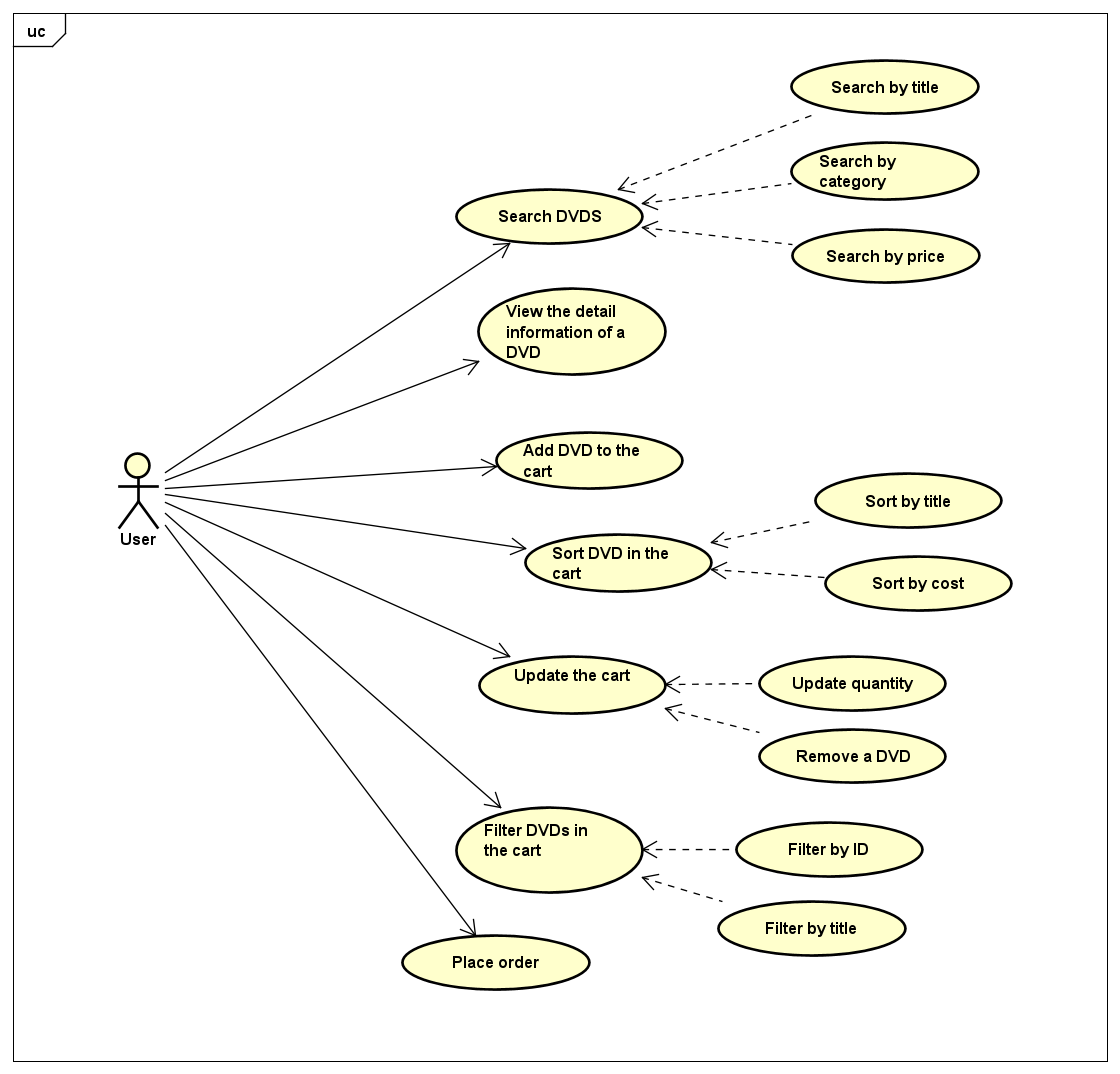 uc
Search by title
Search by
category
Search DVDS
Search by price
View the detail
information of a
DVD
Add DVD to the
cart
Sort by title
User
Sort DVD in the
cart
Sort by cost
Update the cart
Update quantity
Remove a DVD
Filter DVDs in
the cart
Filter by ID
Filter by title
Place order